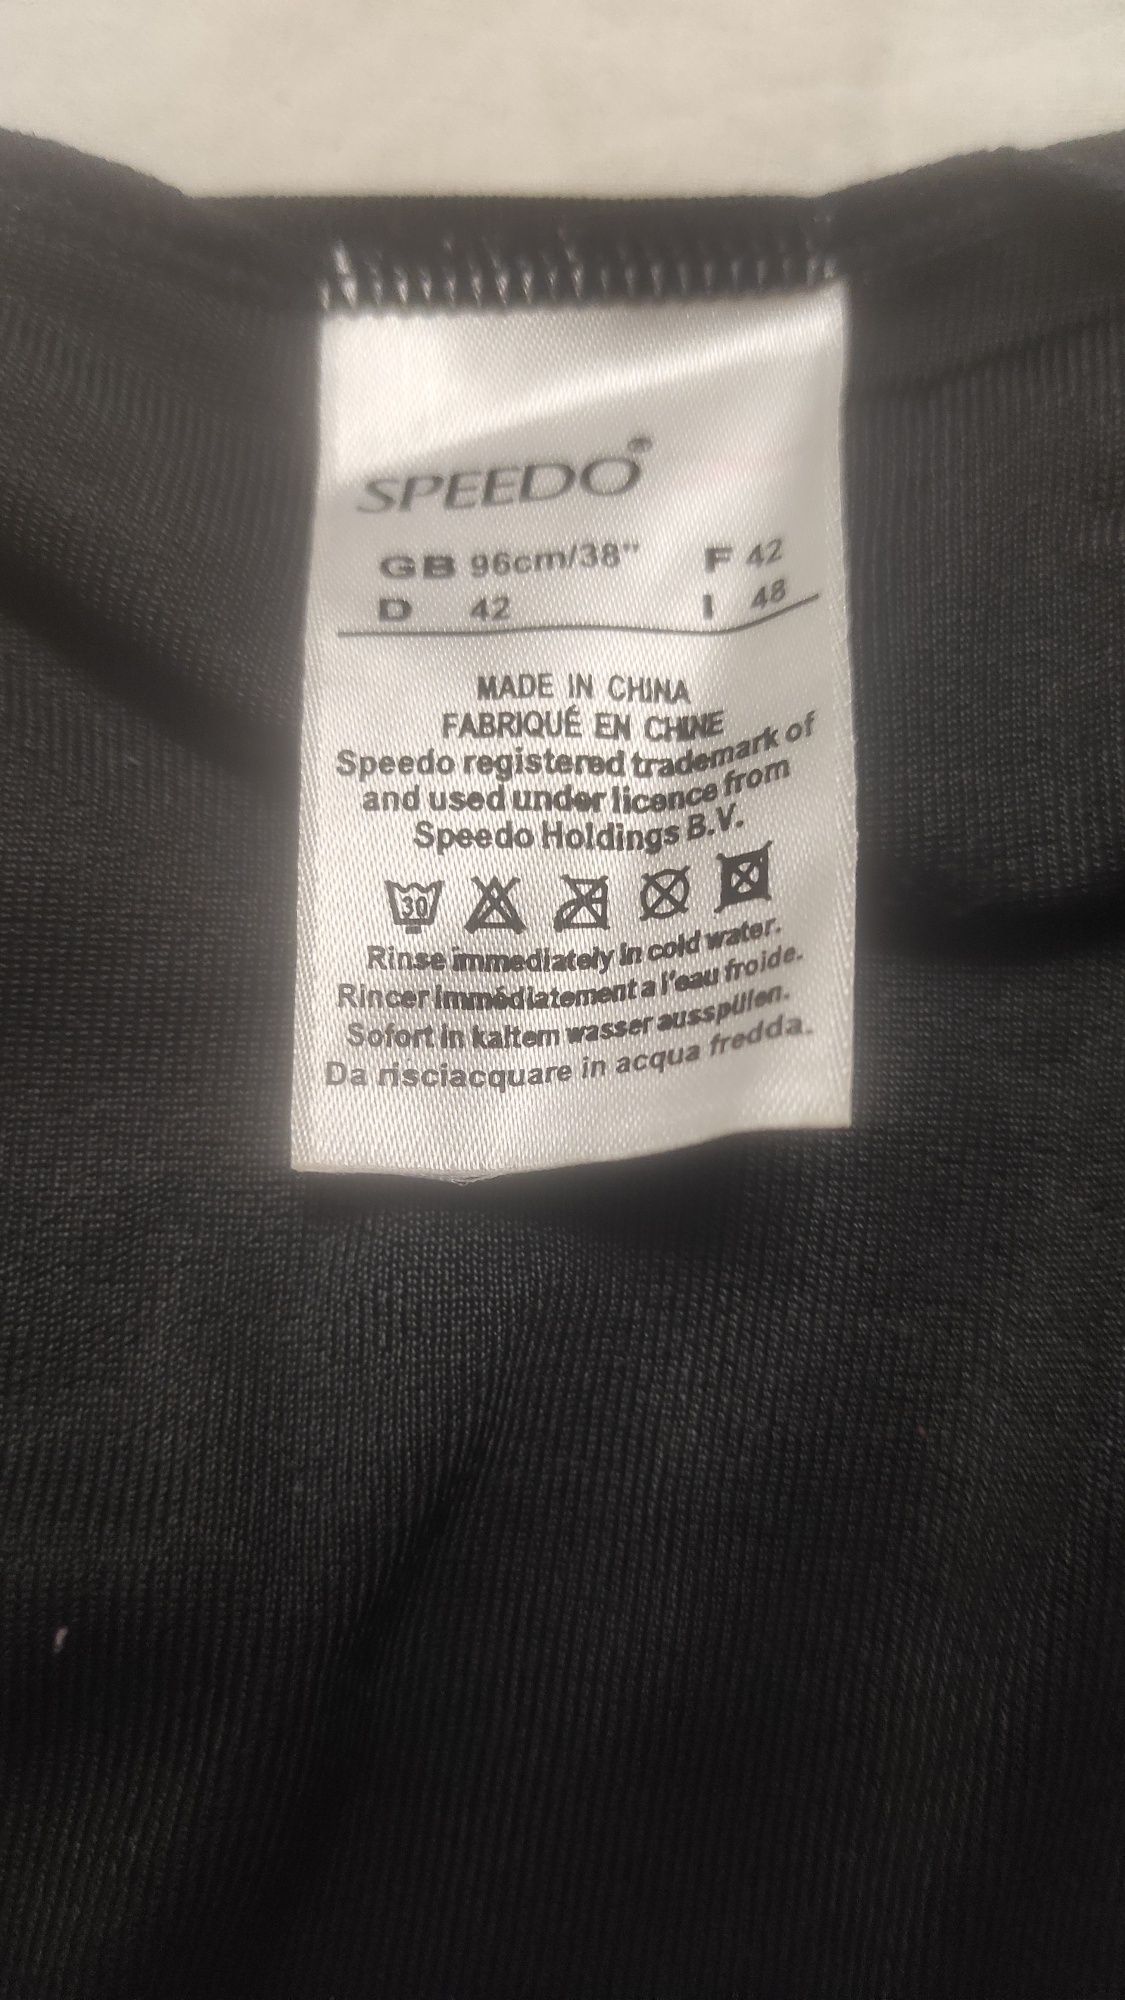 SPEEDO®
GB 96cm/38" F 42
D 42 I 48
MADE IN CHINA
FABRIQUÉ EN CHINE
Speedo registered trademark of
and used under licence from
Speedo Holdings B.V.
30
Rinse immediately in cold water.
Rincer immédiatement a l'eau froide.
Sofort in kaltem wasser ausspülen.
Da risciacquare in acqua fredda.